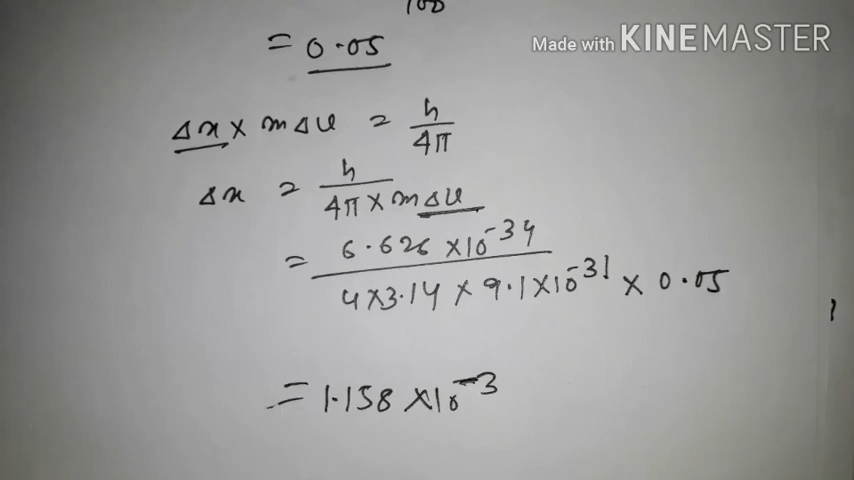 100
= 0.05
Made with KINEMASTER
Δx × mΔu = h/4π
Δx = h/4π × mΔu
= 6.626 × 10^-34 / 4 × 3.14 × 9.1 × 10^-31 × 0.05
= 1.158 × 10^-3